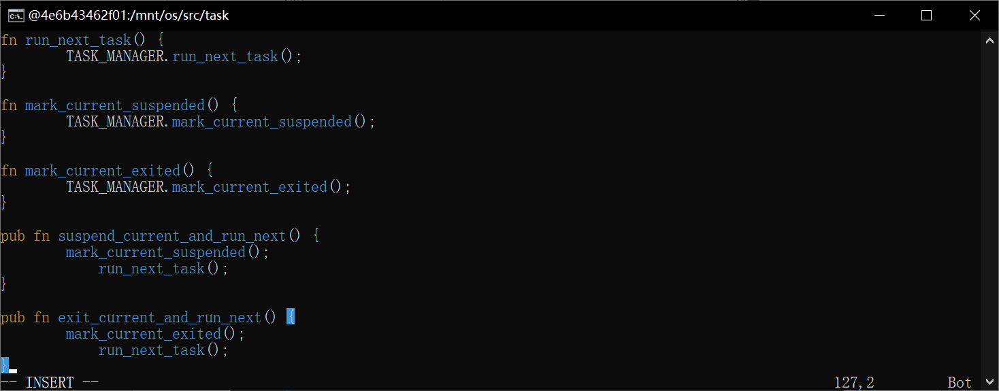 @4e6b43462f01:/mnt/os/src/task
fn run_next_task() {
        TASK_MANAGER.run_next_task();
}

fn mark_current_suspended() {
        TASK_MANAGER.mark_current_suspended();
}

fn mark_current_exited() {
        TASK_MANAGER.mark_current_exited();
}

pub fn suspend_current_and_run_next() {
        mark_current_suspended();
            run_next_task();
}

pub fn exit_current_and_run_next() {
        mark_current_exited();
            run_next_task();
}
-- INSERT -- 127,2 Bot